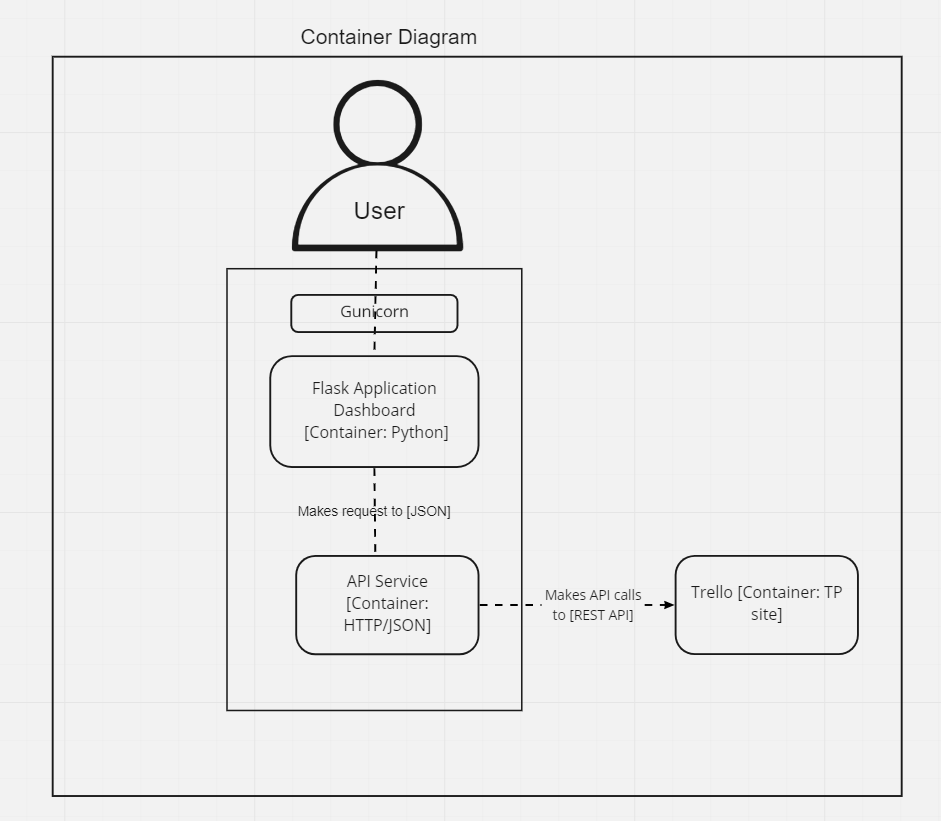 Container Diagram
User
Gunicorn
Flask Application
Dashboard
[Container: Python]
Makes request to [JSON]
API Service
[Container:
HTTP/JSON]
Makes API calls
to [REST API]
Trello [Container: TP
site]